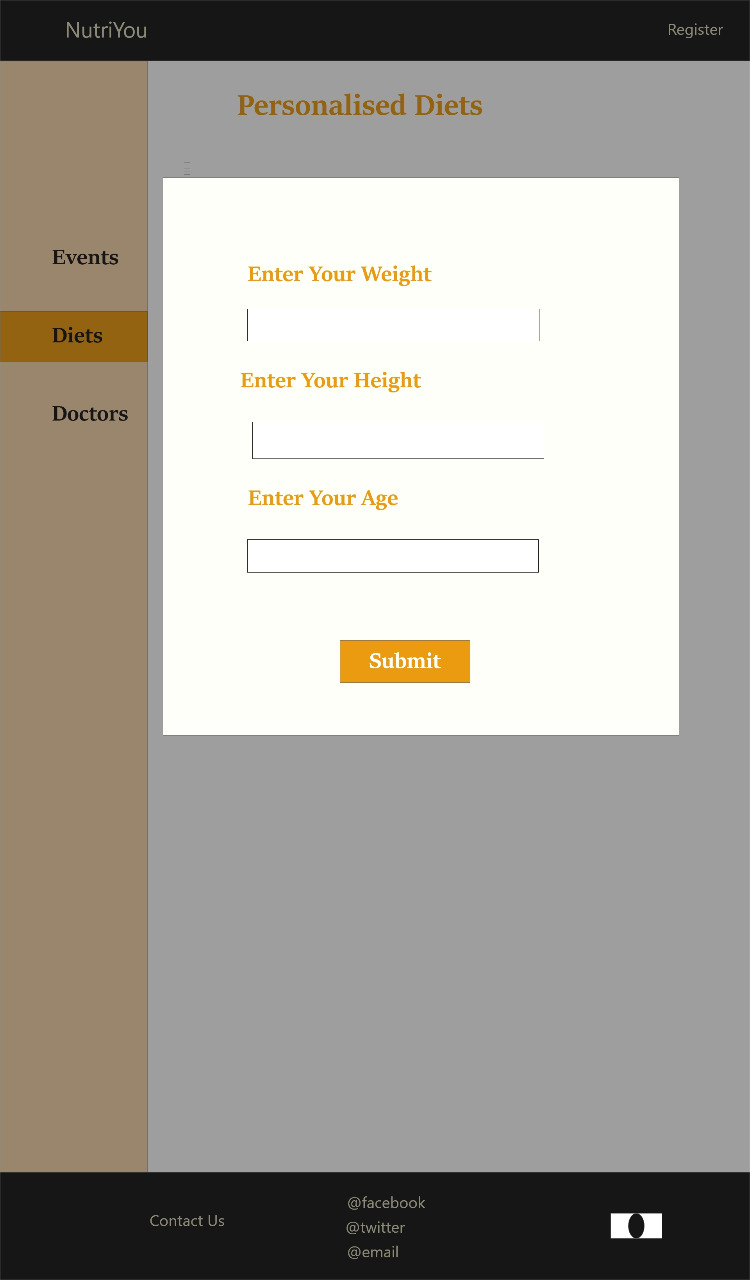 NutriYou
Register
Personalised Diets
Events
Diets
Doctors
Enter Your Weight
Enter Your Height
Enter Your Age
Submit
Contact Us
@facebook
@twitter
@email